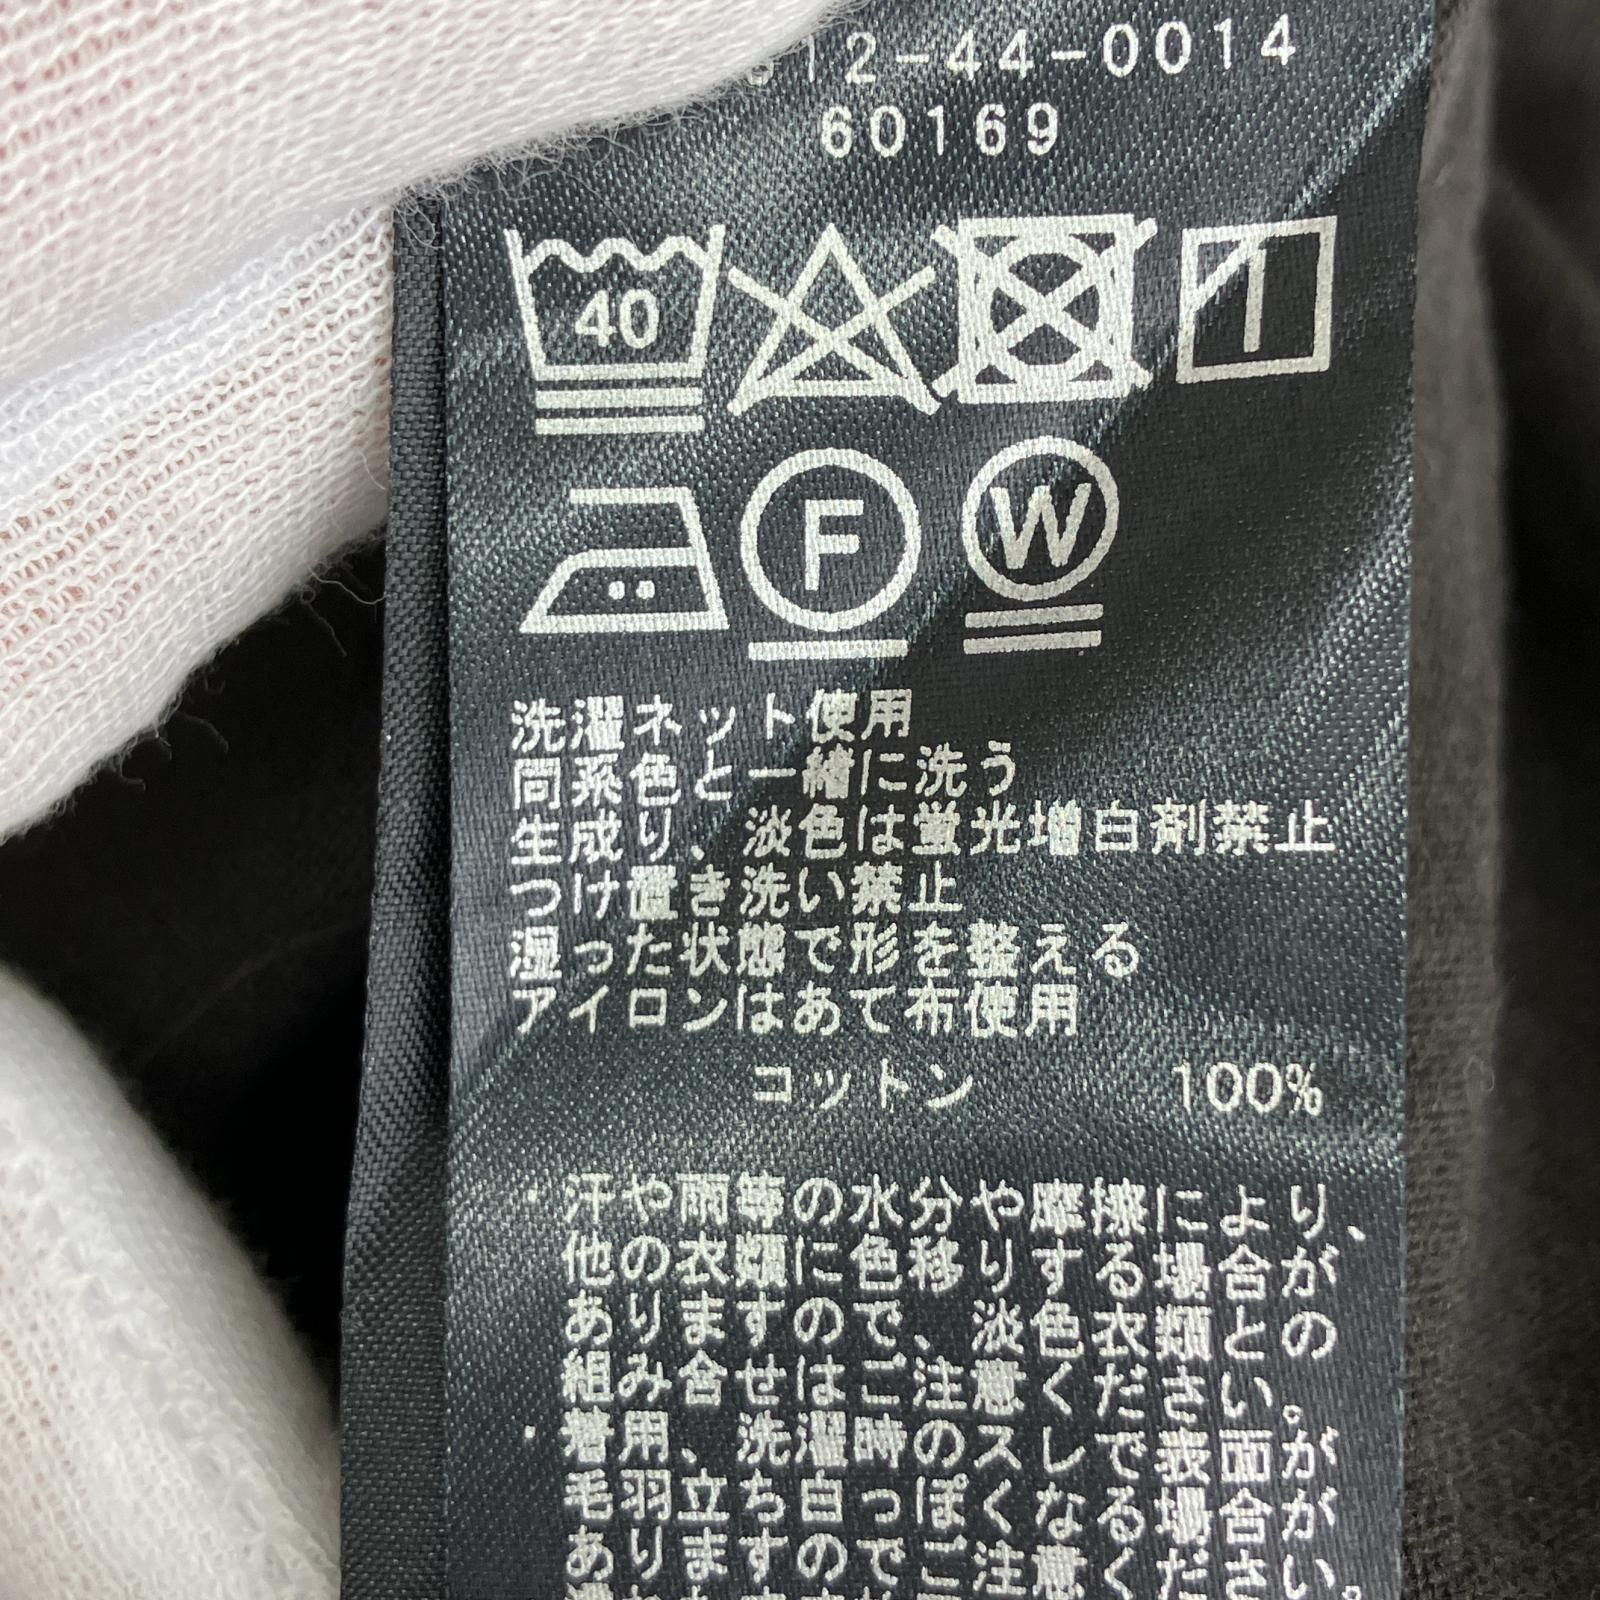 12-44-0014
60169
40
F
W
洗濯ネット使用
同系色と一緒に洗う
生成り、淡色は蛍光増白剤禁止
つけ置き洗い禁止
湿った状態で形を整える
アイロンはあて布使用
コットン 100%
・汗や雨等の水分や摩擦により、
他の衣類に色移りする場合が
ありますので、淡色衣類との
組み合せはご注意ください。
・着用、洗濯時のスレで表面が
毛羽立ち白っぽくなる場合が
ありますのでご注意ください。